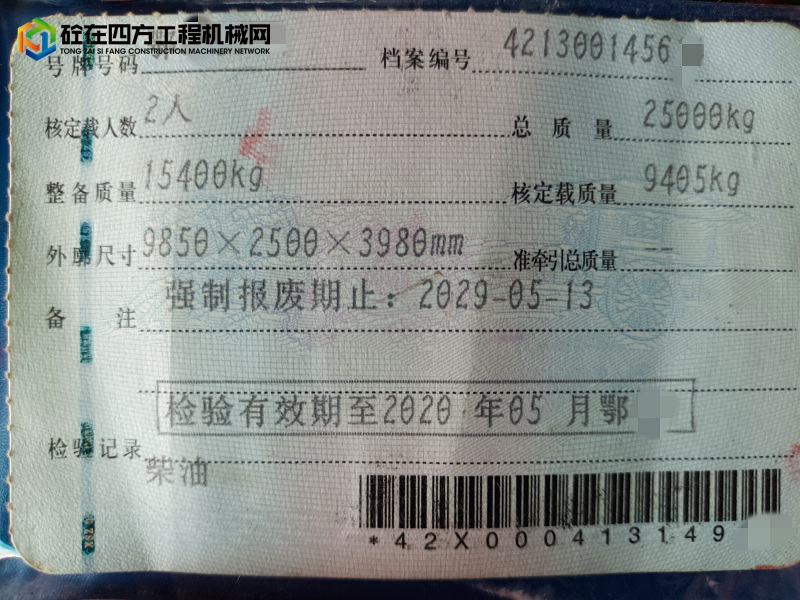 砼在四方工程机械网
TONG ZAI SI FANG CONSTRUCTION MACHINERY NETWORK
号牌号码 档案编号 4213001456
核定载人数 2人 总质量 25000kg
整备质量 15400kg 核定载质量 9405kg
外廓尺寸 9850×2500×3980mm 准牵引总质量 --
备注 强制报废期止：2029-05-13
检验有效期至2020年05月鄂
检验记录
柴油
*42X000413149